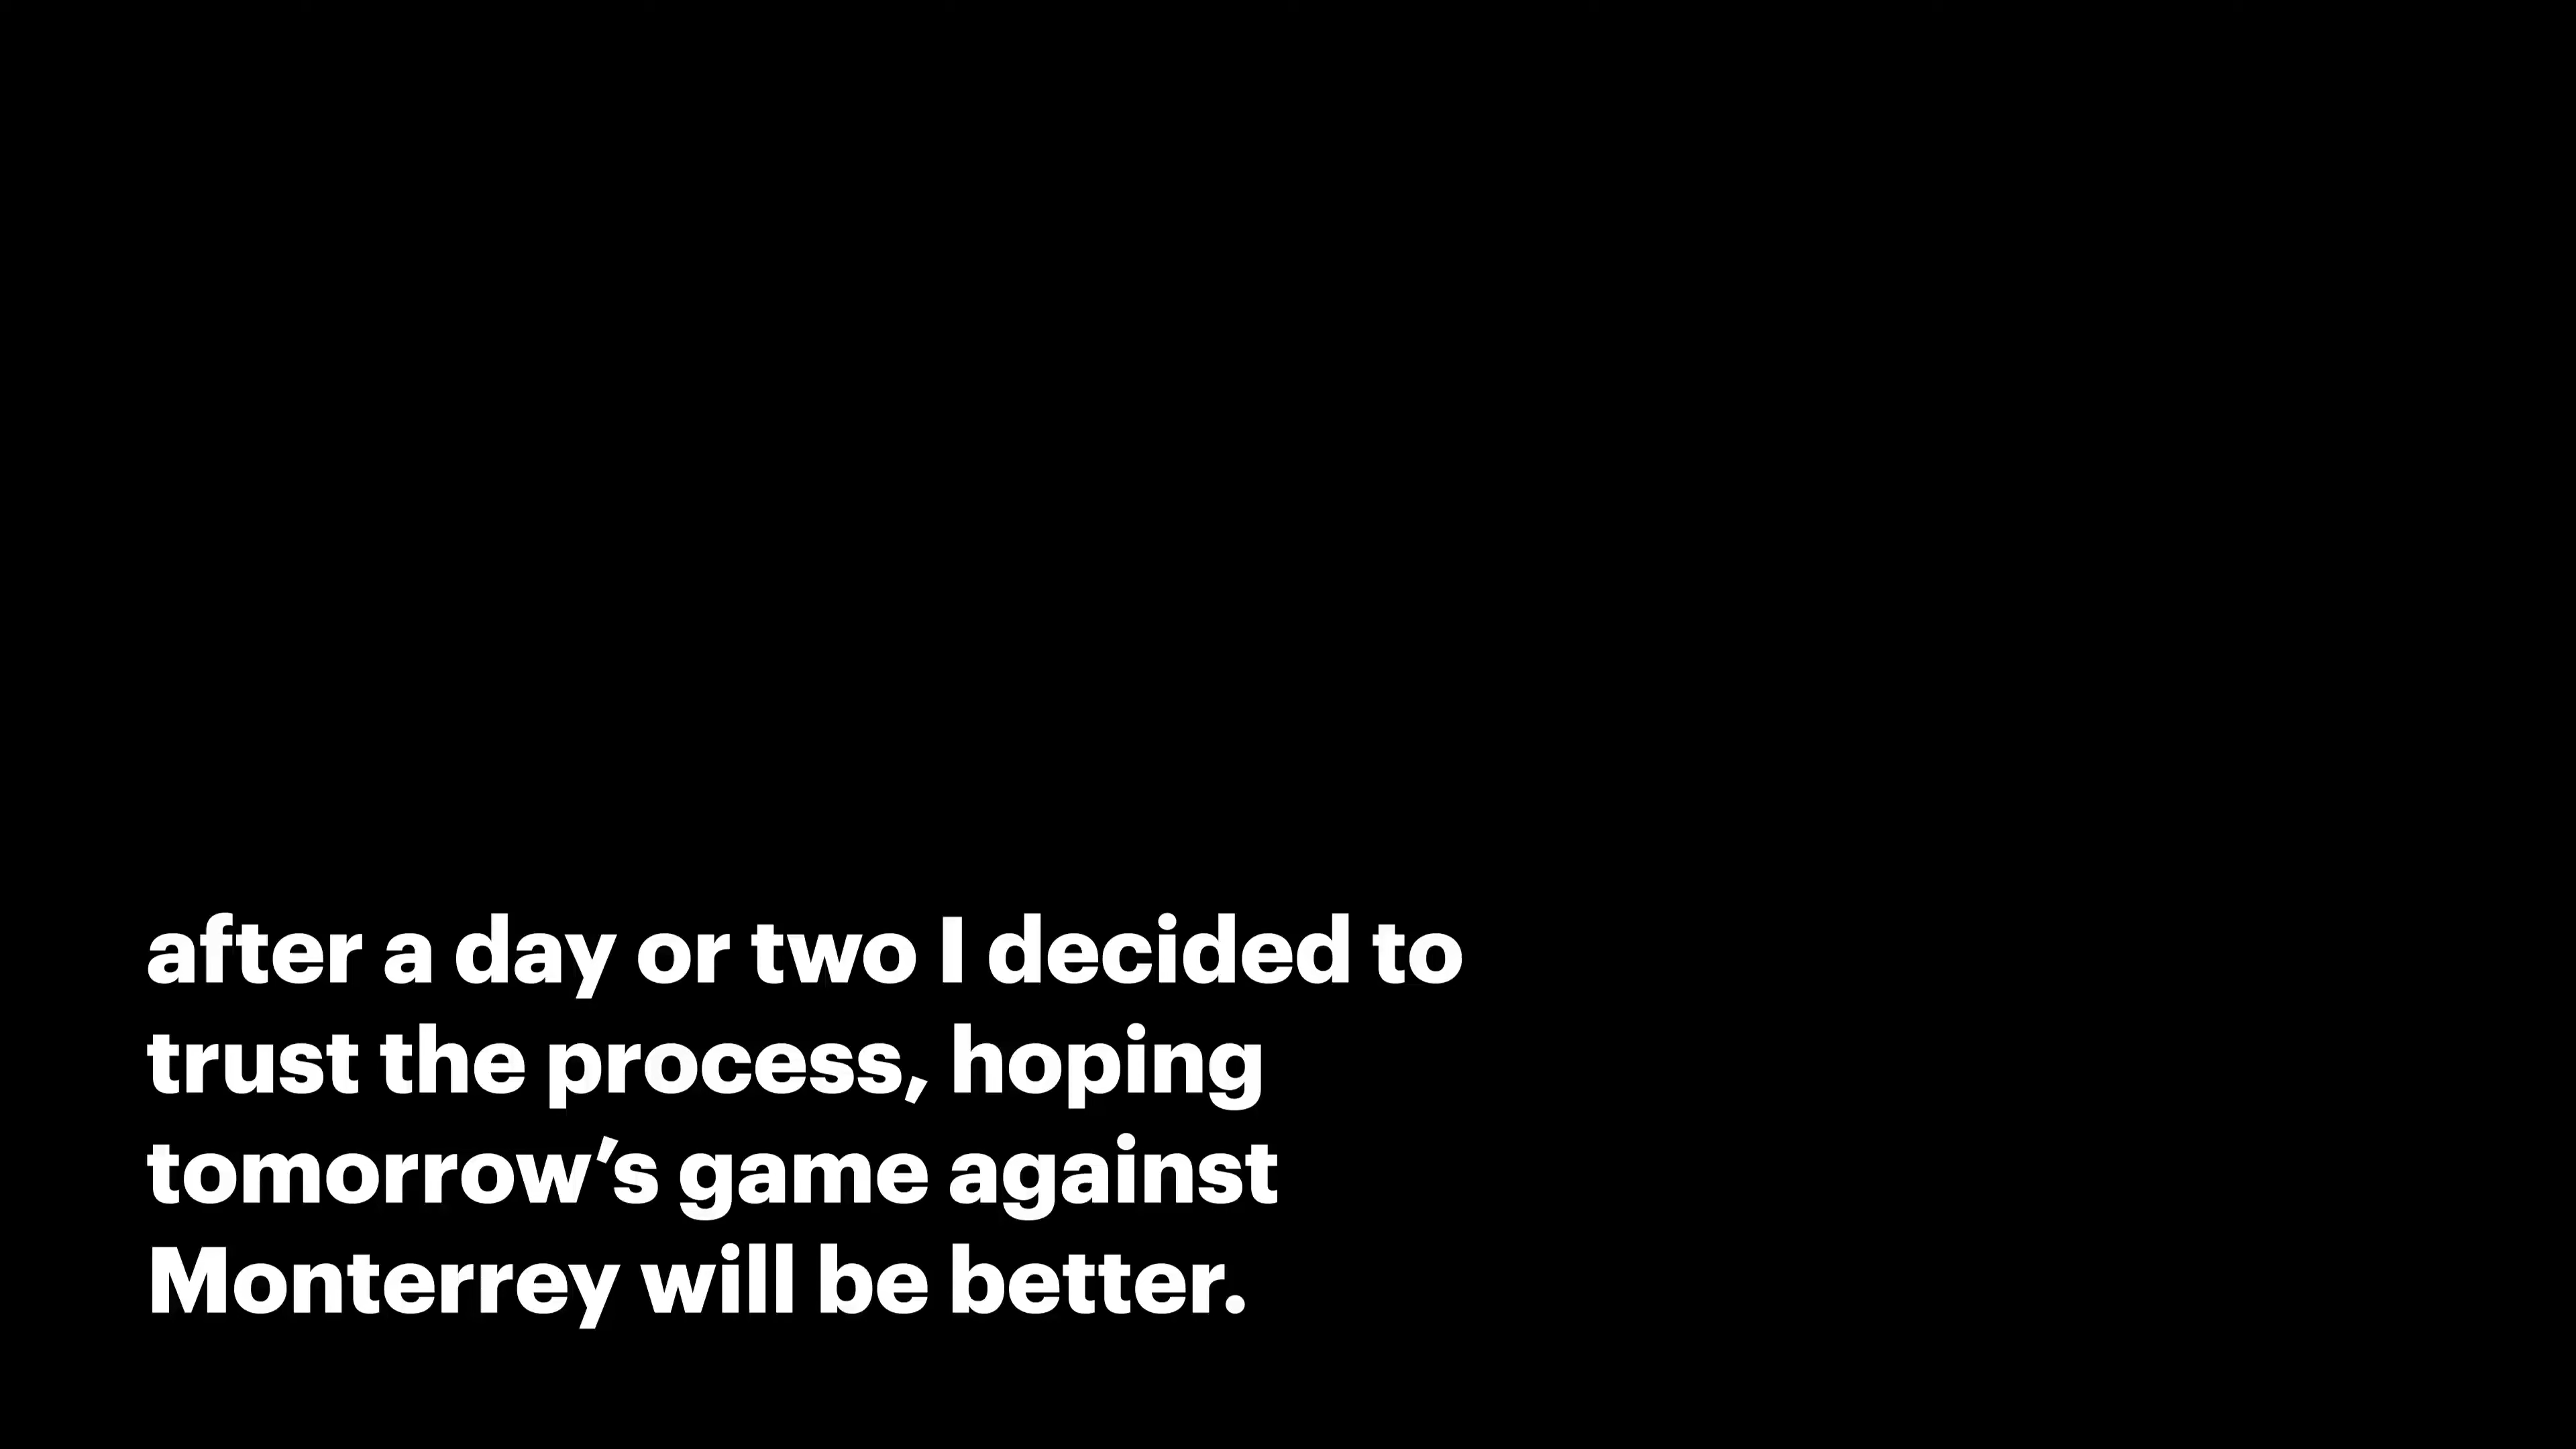 after a day or two I decided to
trust the process, hoping
tomorrow’s game against
Monterrey will be better.